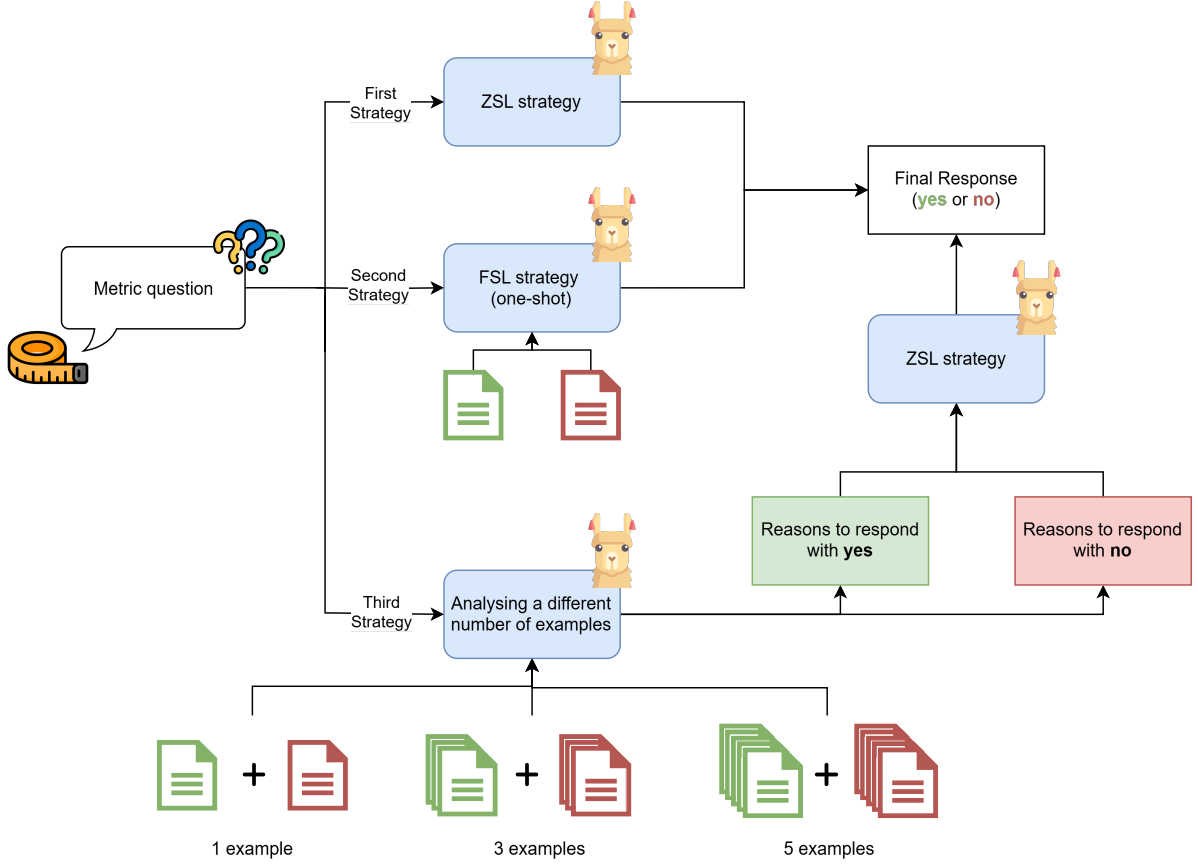 First
Strategy
ZSL strategy
Final Response
(yes or no)
Second
Strategy
FSL strategy
(one-shot)
Metric question
ZSL strategy
Reasons to respond
with yes
Reasons to respond
with no
Third
Strategy
Analysing a different
number of examples
1 example
3 examples
5 examples